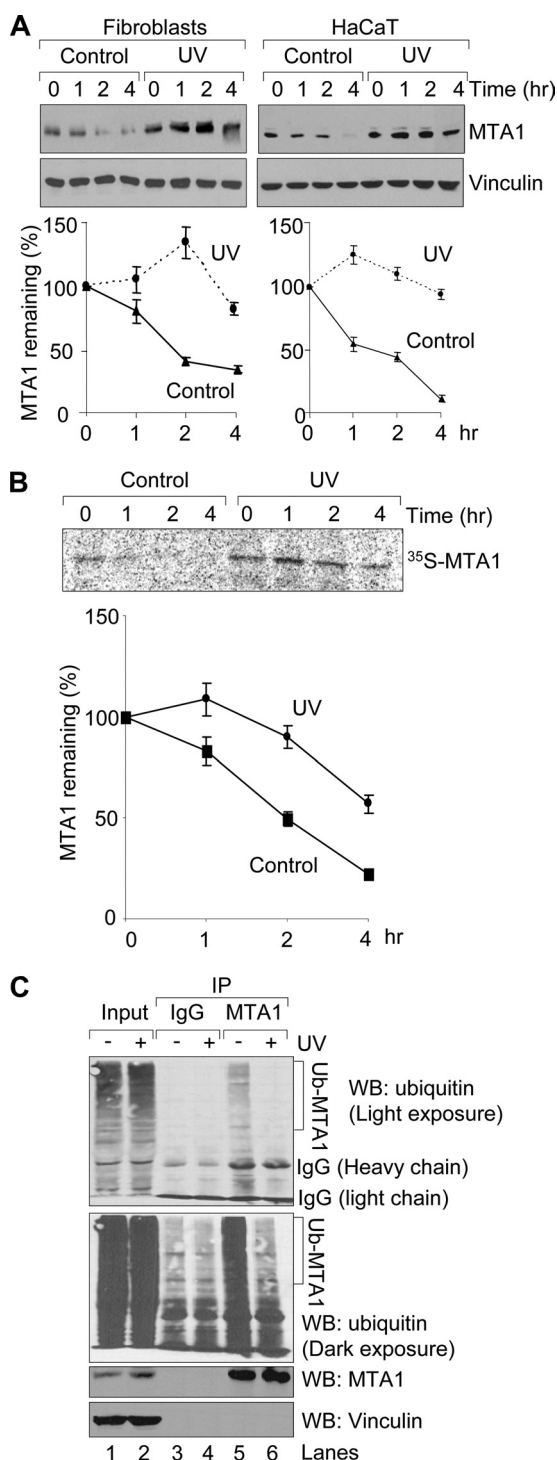 A
Fibroblasts HaCaT
Control UV Control UV
0 1 2 4 0 1 2 4 0 1 2 4 0 1 2 4 Time (hr)
MTA1
Vinculin
MTA1 remaining (%)
150 150
100 100
50 50
0 0
UV UV
Control Control
0 1 2 4 hr 0 1 2 4 hr
B
Control UV
0 1 2 4 0 1 2 4 Time (hr)
35S-MTA1
MTA1 remaining (%)
150
100
50
0
UV
Control
0 1 2 4 hr
C
IP
Input IgG MTA1
- + - + - + UV
Ub-MTA1
WB: ubiquitin
(Light exposure)
IgG (Heavy chain)
IgG (light chain)
Ub-MTA1
WB: ubiquitin
(Dark exposure)
WB: MTA1
WB: Vinculin
1 2 3 4 5 6 Lanes